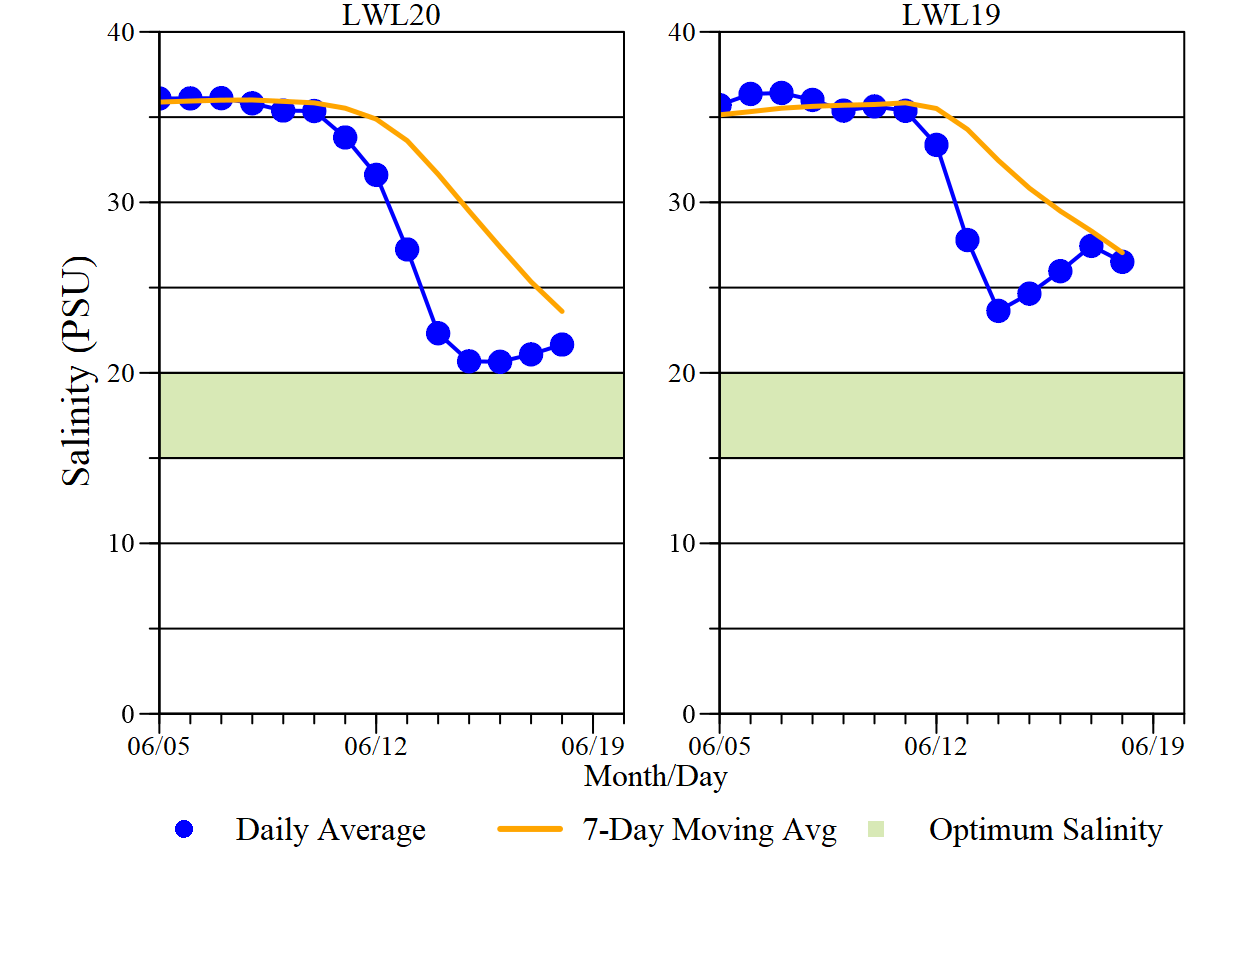 LWL20
LWL19
40
30
20
10
0
40
30
20
10
0
Salinity (PSU)
06/05
06/12
06/19
06/05
06/12
06/19
Month/Day
Daily Average
7-Day Moving Avg
Optimum Salinity